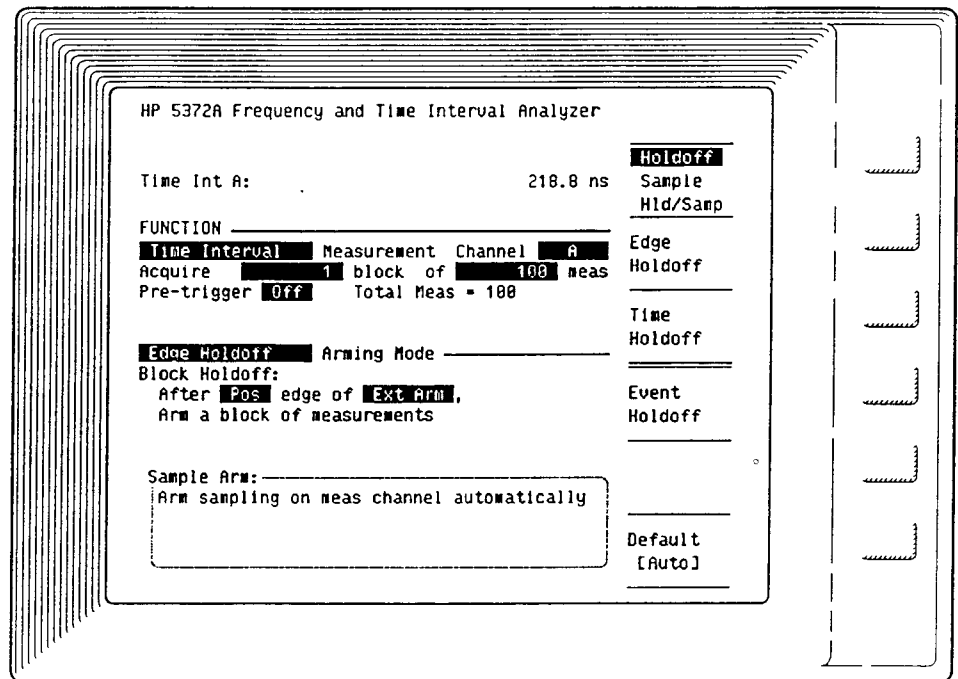 HP 5372A Frequency and Time Interval Analyzer
Time Int A: 218.8 ns
FUNCTION
Time Interval Measurement Channel A
Acquire 1 block of 100 meas
Pre-trigger Off Total Meas = 100
Edge Holdoff Arming Mode
Block Holdoff:
After Pos edge of Ext Arm,
Arm a block of measurements
Sample Arm:
Arm sampling on meas channel automatically
Holdoff
Sample
Hld/Samp
Edge
Holdoff
Time
Holdoff
Event
Holdoff
Default
[Auto]